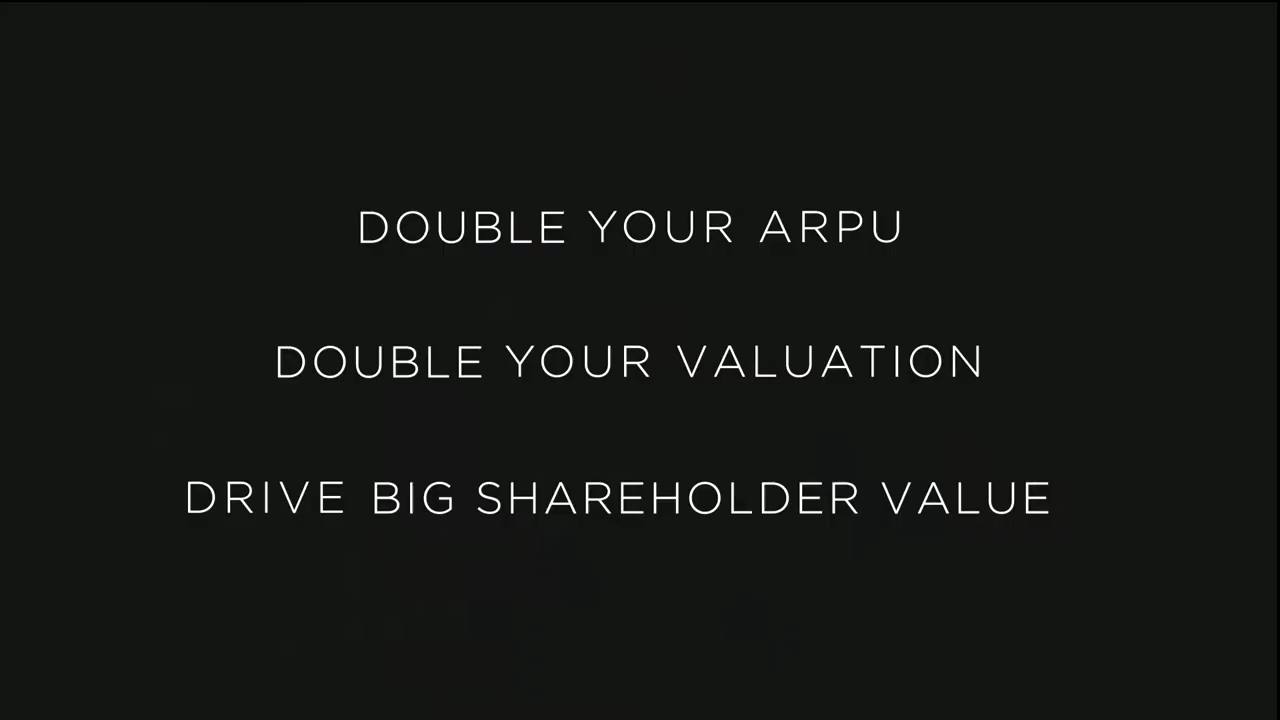 DOUBLE YOUR ARPU
DOUBLE YOUR VALUATION
DRIVE BIG SHAREHOLDER VALUE